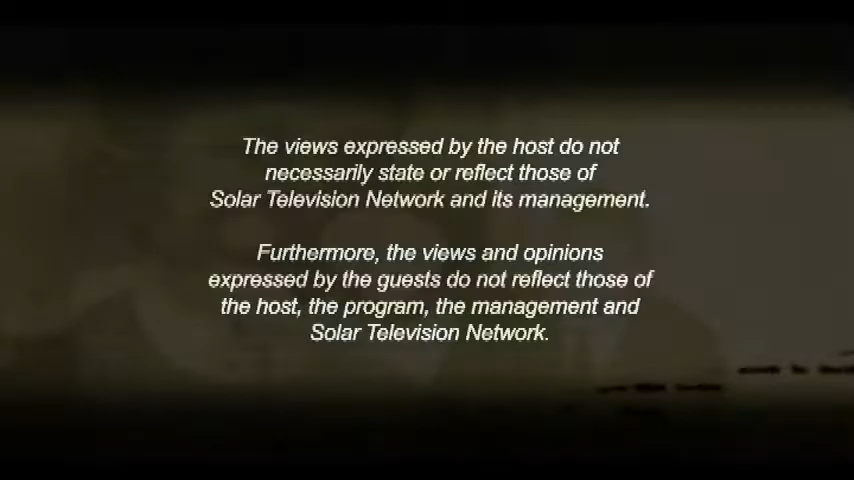 The views expressed by the host do not
necessarily state or reflect those of
Solar Television Network and its management.
Furthermore, the views and opinions
expressed by the guests do not reflect those of
the host, the program, the management and
Solar Television Network.